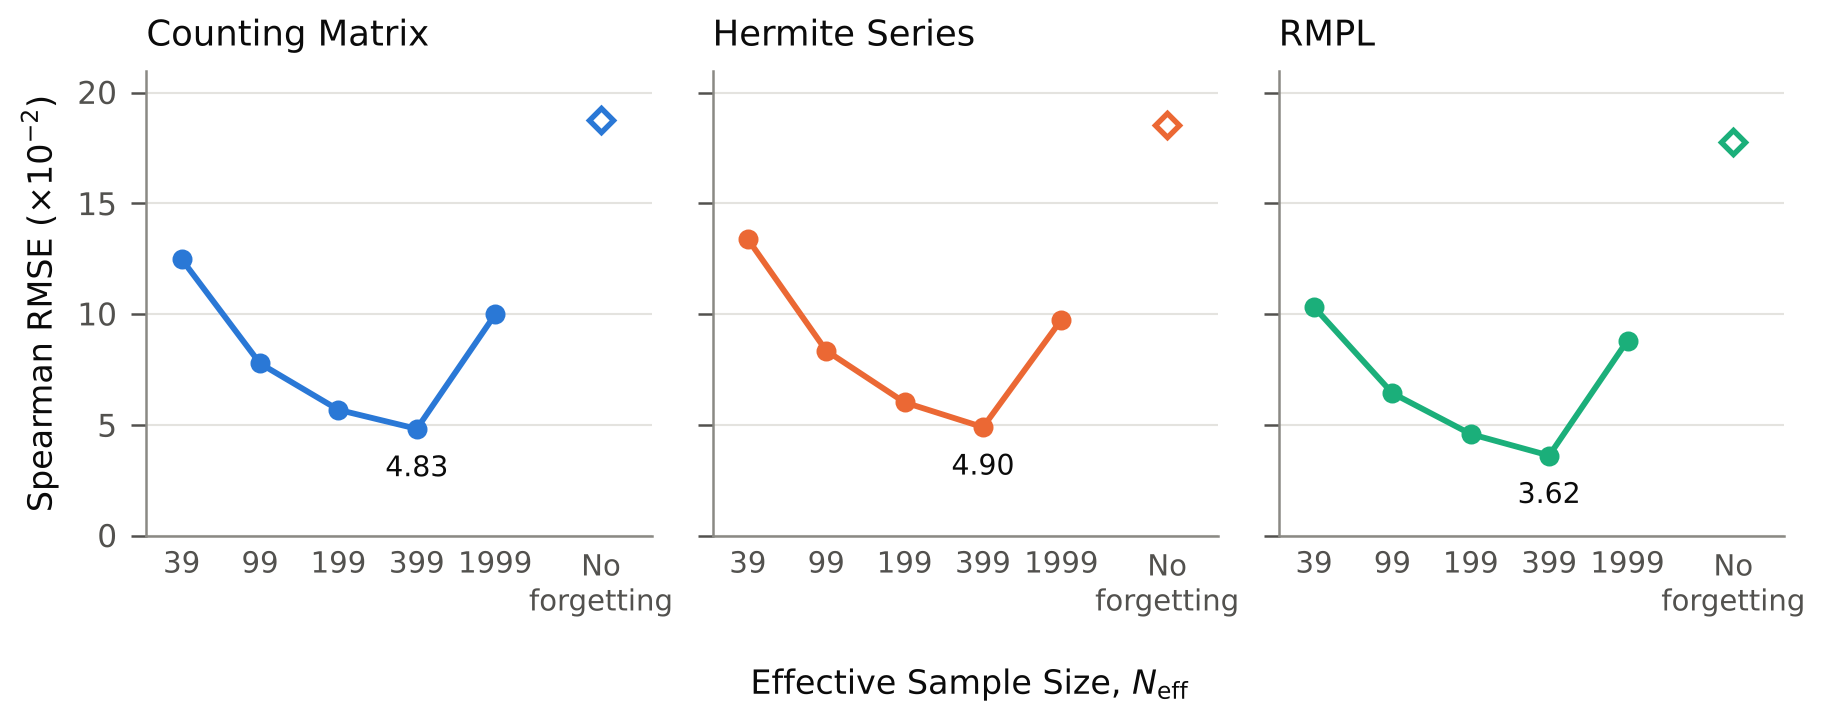 Counting Matrix
Hermite Series
RMPL
Spearman RMSE (×10⁻²)
20
15
10
5
0
4.83
4.90
3.62
39 99 199 399 1999 No forgetting
39 99 199 399 1999 No forgetting
39 99 199 399 1999 No forgetting
Effective Sample Size, N_eff